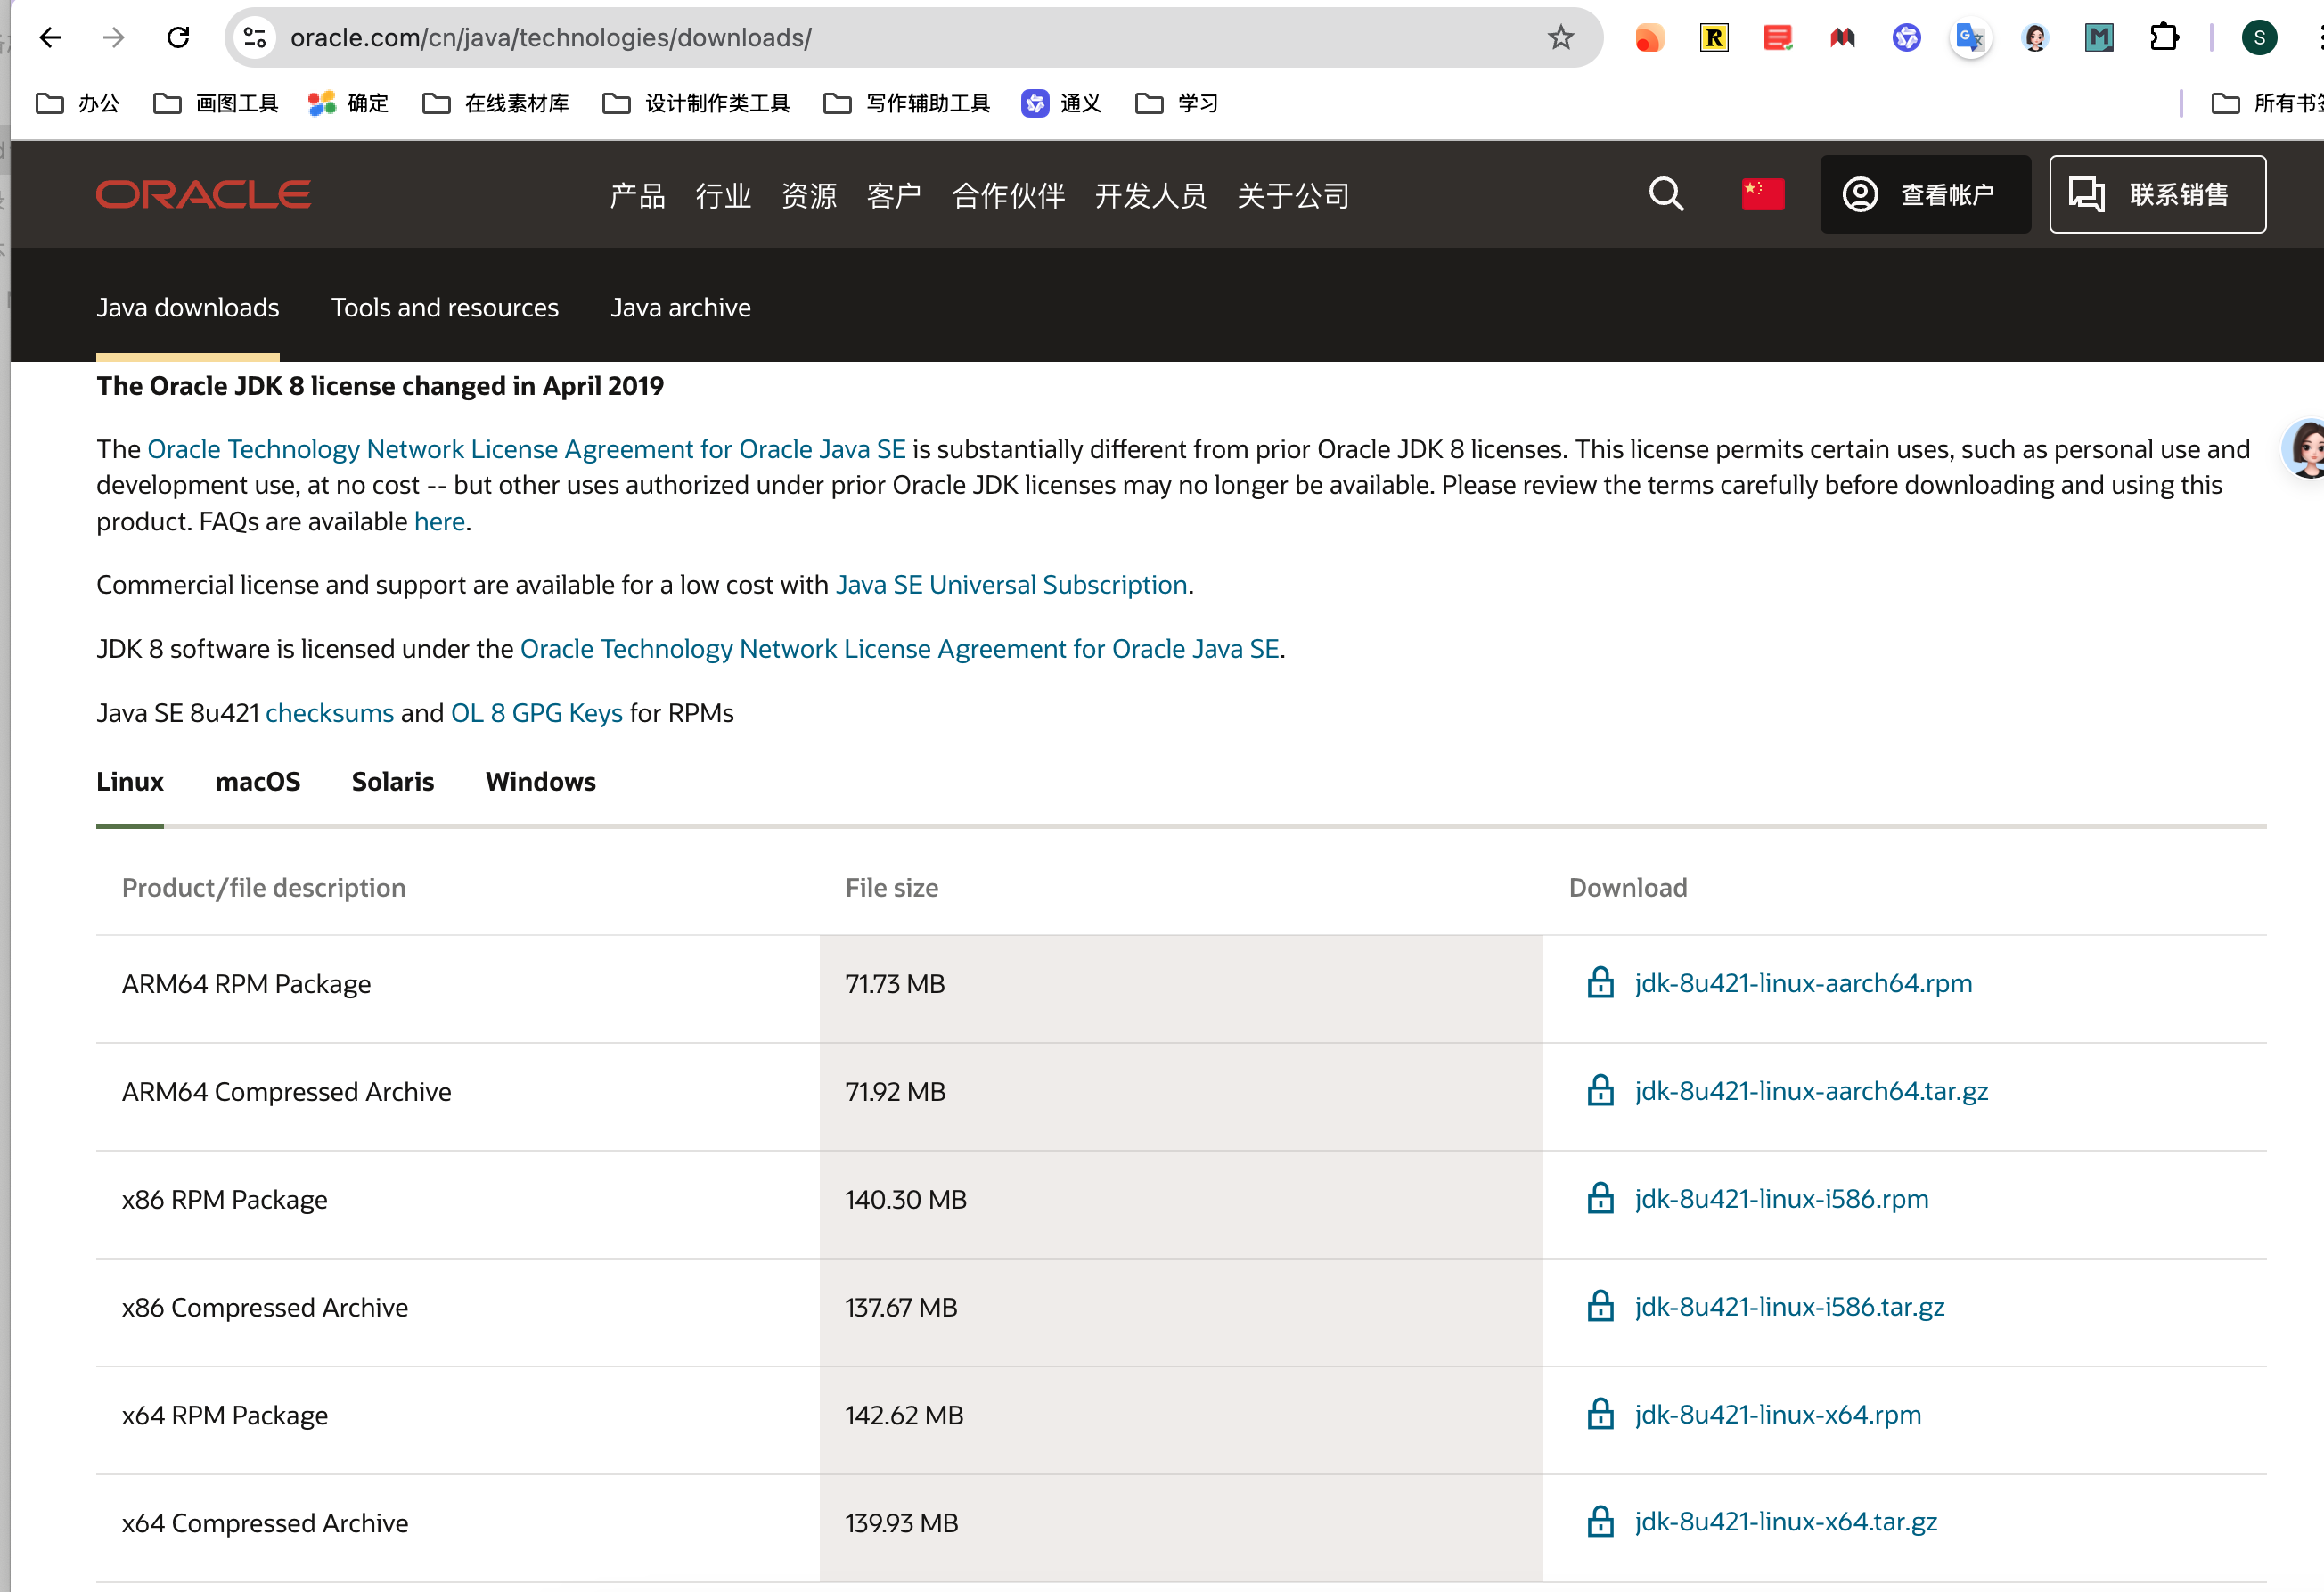 oracle.com/cn/java/technologies/downloads/
S
办公
画图工具
确定
在线素材库
设计制作类工具
写作辅助工具
通义
学习
所有书签
ORACLE
产品
行业
资源
客户
合作伙伴
开发人员
关于公司
查看帐户
联系销售
Java downloads
Tools and resources
Java archive
The Oracle JDK 8 license changed in April 2019
The Oracle Technology Network License Agreement for Oracle Java SE is substantially different from prior Oracle JDK 8 licenses. This license permits certain uses, such as personal use and
development use, at no cost -- but other uses authorized under prior Oracle JDK licenses may no longer be available. Please review the terms carefully before downloading and using this
product. FAQs are available here.
Commercial license and support are available for a low cost with Java SE Universal Subscription.
JDK 8 software is licensed under the Oracle Technology Network License Agreement for Oracle Java SE.
Java SE 8u421 checksums and OL 8 GPG Keys for RPMs
Linux
macOS
Solaris
Windows
Product/file description
File size
Download
ARM64 RPM Package
71.73 MB
jdk-8u421-linux-aarch64.rpm
ARM64 Compressed Archive
71.92 MB
jdk-8u421-linux-aarch64.tar.gz
x86 RPM Package
140.30 MB
jdk-8u421-linux-i586.rpm
x86 Compressed Archive
137.67 MB
jdk-8u421-linux-i586.tar.gz
x64 RPM Package
142.62 MB
jdk-8u421-linux-x64.rpm
x64 Compressed Archive
139.93 MB
jdk-8u421-linux-x64.tar.gz